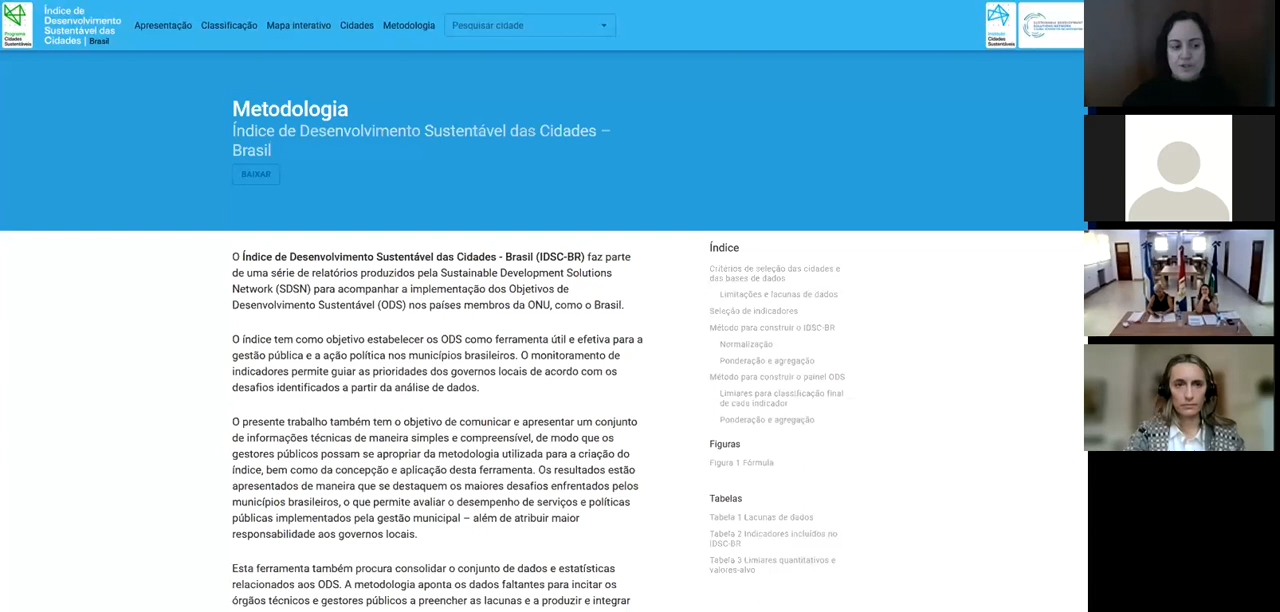 Programa
Cidades
Sustentáveis
Índice de
Desenvolvimento
Sustentável das
Cidades | Brasil
Apresentação
Classificação
Mapa interativo
Cidades
Metodologia
Pesquisar cidade
Instituto
Cidades
Sustentáveis
SUSTAINABLE DEVELOPMENT
SOLUTIONS NETWORK
Metodologia
Índice de Desenvolvimento Sustentável das Cidades –
Brasil
BAIXAR
O Índice de Desenvolvimento Sustentável das Cidades - Brasil (IDSC-BR) faz parte
de uma série de relatórios produzidos pela Sustainable Development Solutions
Network (SDSN) para acompanhar a implementação dos Objetivos de
Desenvolvimento Sustentável (ODS) nos países membros da ONU, como o Brasil.
O índice tem como objetivo estabelecer os ODS como ferramenta útil e efetiva para a
gestão pública e a ação política nos municípios brasileiros. O monitoramento de
indicadores permite guiar as prioridades dos governos locais de acordo com os
desafios identificados a partir da análise de dados.
O presente trabalho também tem o objetivo de comunicar e apresentar um conjunto
de informações técnicas de maneira simples e compreensível, de modo que os
gestores públicos possam se apropriar da metodologia utilizada para a criação do
índice, bem como da concepção e aplicação desta ferramenta. Os resultados estão
apresentados de maneira que se destaquem os maiores desafios enfrentados pelos
municípios brasileiros, o que permite avaliar o desempenho de serviços e políticas
públicas implementados pela gestão municipal – além de atribuir maior
responsabilidade aos governos locais.
Esta ferramenta também procura consolidar o conjunto de dados e estatísticas
relacionados aos ODS. A metodologia aponta os dados faltantes para incitar os
órgãos técnicos e gestores públicos a preencher as lacunas e a produzir e integrar
Índice
Critérios de seleção das cidades e
das bases de dados
Limitações e lacunas de dados
Seleção de indicadores
Método para construir o IDSC-BR
Normalização
Ponderação e agregação
Método para construir o painel ODS
Limiares para classificação final
de cada indicador
Ponderação e agregação
Figuras
Figura 1 Fórmula
Tabelas
Tabela 1 Lacunas de dados
Tabela 2 Indicadores incluídos no
IDSC-BR
Tabela 3 Limiares quantitativos e
valores-alvo